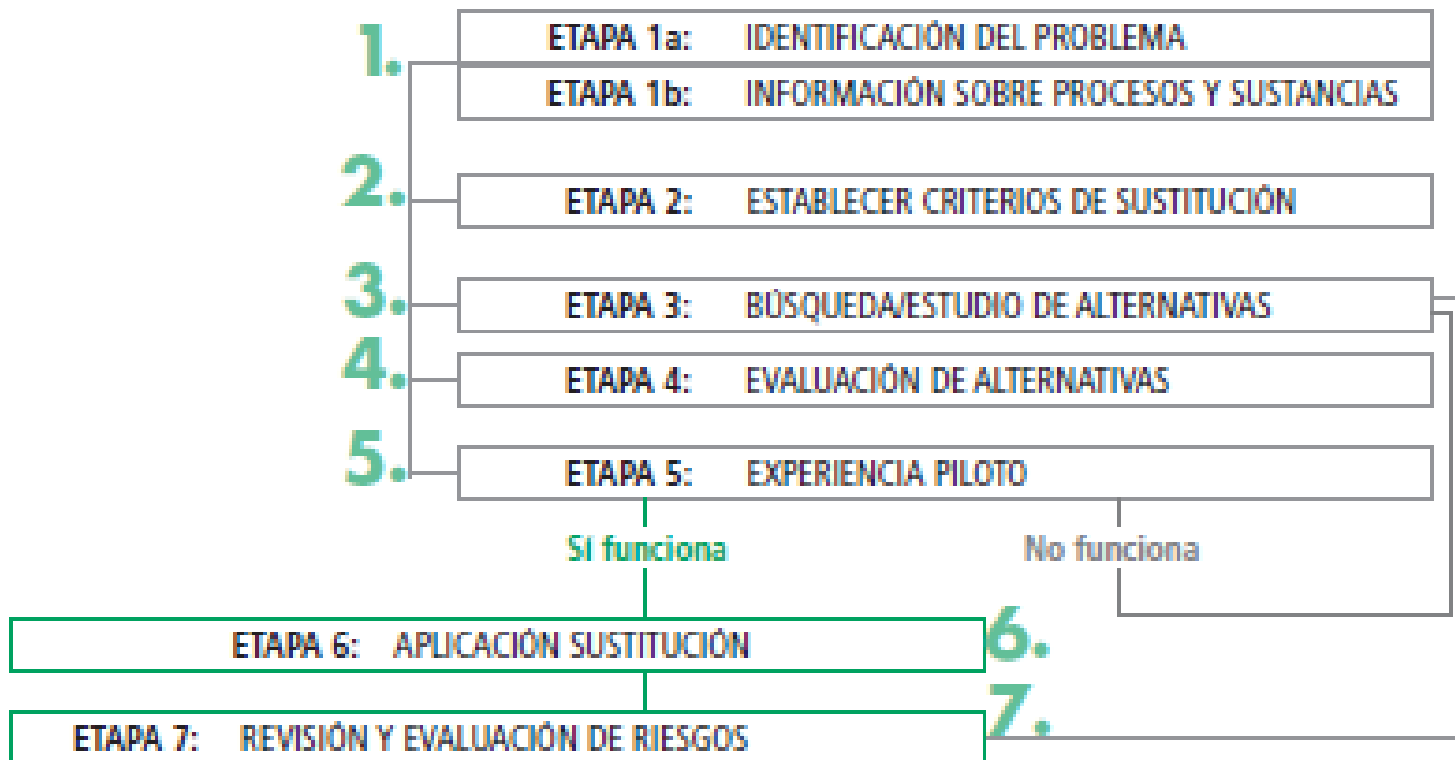 1.
ETAPA 1a: IDENTIFICACIÓN DEL PROBLEMA
ETAPA 1b: INFORMACIÓN SOBRE PROCESOS Y SUSTANCIAS
2.
ETAPA 2: ESTABLECER CRITERIOS DE SUSTITUCIÓN
3.
ETAPA 3: BÚSQUEDA/ESTUDIO DE ALTERNATIVAS
4.
ETAPA 4: EVALUACIÓN DE ALTERNATIVAS
5.
ETAPA 5: EXPERIENCIA PILOTO
Sí funciona
No funciona
ETAPA 6: APLICACIÓN SUSTITUCIÓN
6.
ETAPA 7: REVISIÓN Y EVALUACIÓN DE RIESGOS
7.